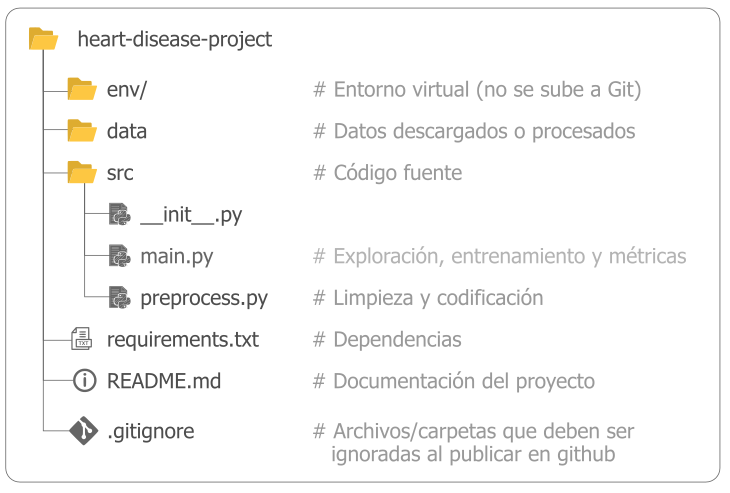 heart-disease-project
env/ # Entorno virtual (no se sube a Git)
data # Datos descargados o procesados
src # Código fuente
__init__.py
main.py # Exploración, entrenamiento y métricas
preprocess.py # Limpieza y codificación
TXT requirements.txt # Dependencias
README.md # Documentación del proyecto
.gitignore # Archivos/carpetas que deben ser
ignoradas al publicar en github